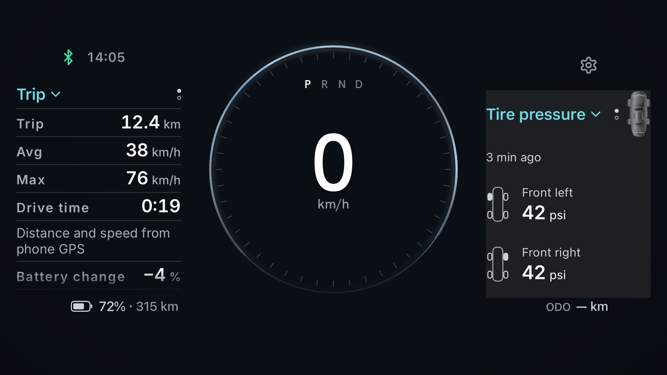 14:05
Trip
Trip 12.4 km
Avg 38 km/h
Max 76 km/h
Drive time 0:19
Distance and speed from
phone GPS
Battery change −4 %
72% · 315 km
P R N D
0
km/h
Tire pressure
3 min ago
Front left
42 psi
Front right
42 psi
ODO — km